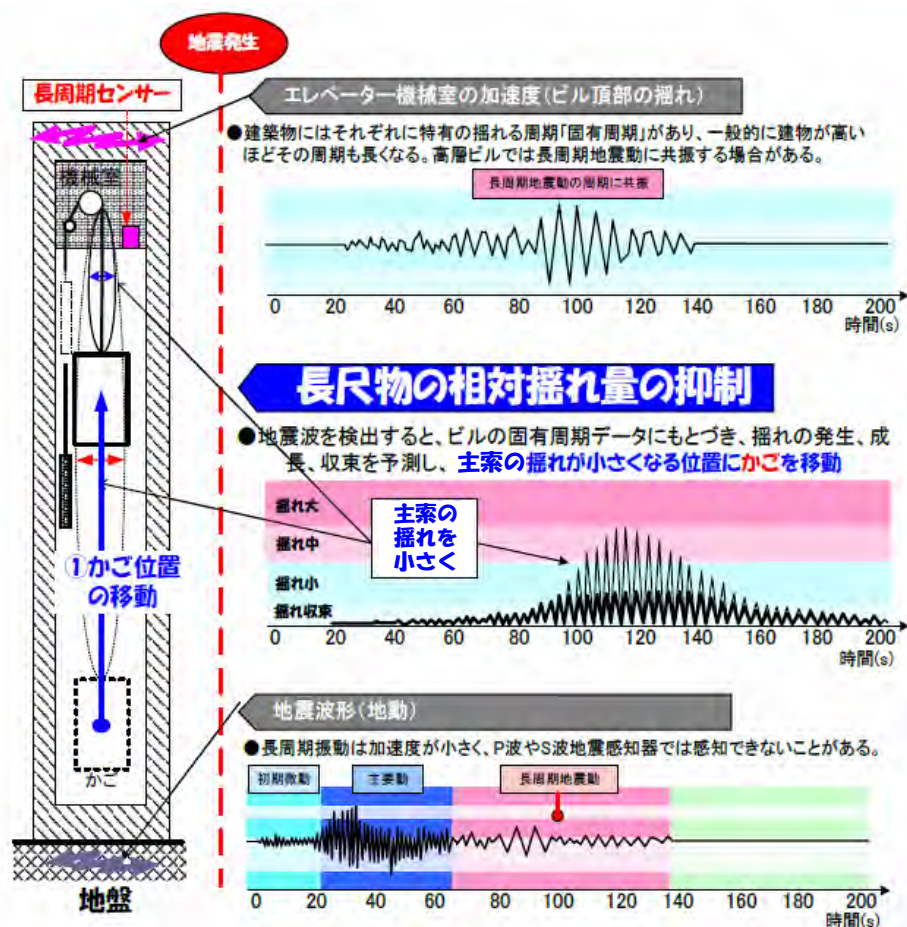 地震発生
長周期センサー
機械室
①かご位置
の移動
かご
地盤
エレベーター機械室の加速度(ビル頂部の揺れ)
●建築物にはそれぞれに特有の揺れる周期「固有周期」があり、一般的に建物が高い
ほどその周期も長くなる。高層ビルでは長周期地震動に共振する場合がある。
長周期地震動の周期に共振
0 20 40 60 80 100 120 140 160 180 200
時間(s)
長尺物の相対揺れ量の抑制
●地震波を検出すると、ビルの固有周期データにもとづき、揺れの発生、成
長、収束を予測し、主索の揺れが小さくなる位置にかごを移動
揺れ大
揺れ中
揺れ小
揺れ収束
主索の
揺れを
小さく
0 20 40 60 80 100 120 140 160 180 200
時間(s)
地震波形(地動)
●長周期振動は加速度が小さく、P波やS波地震感知器では感知できないことがある。
初期微動 主要動 長周期地震動
0 20 40 60 80 100 120 140 160 180 200
時間(s)